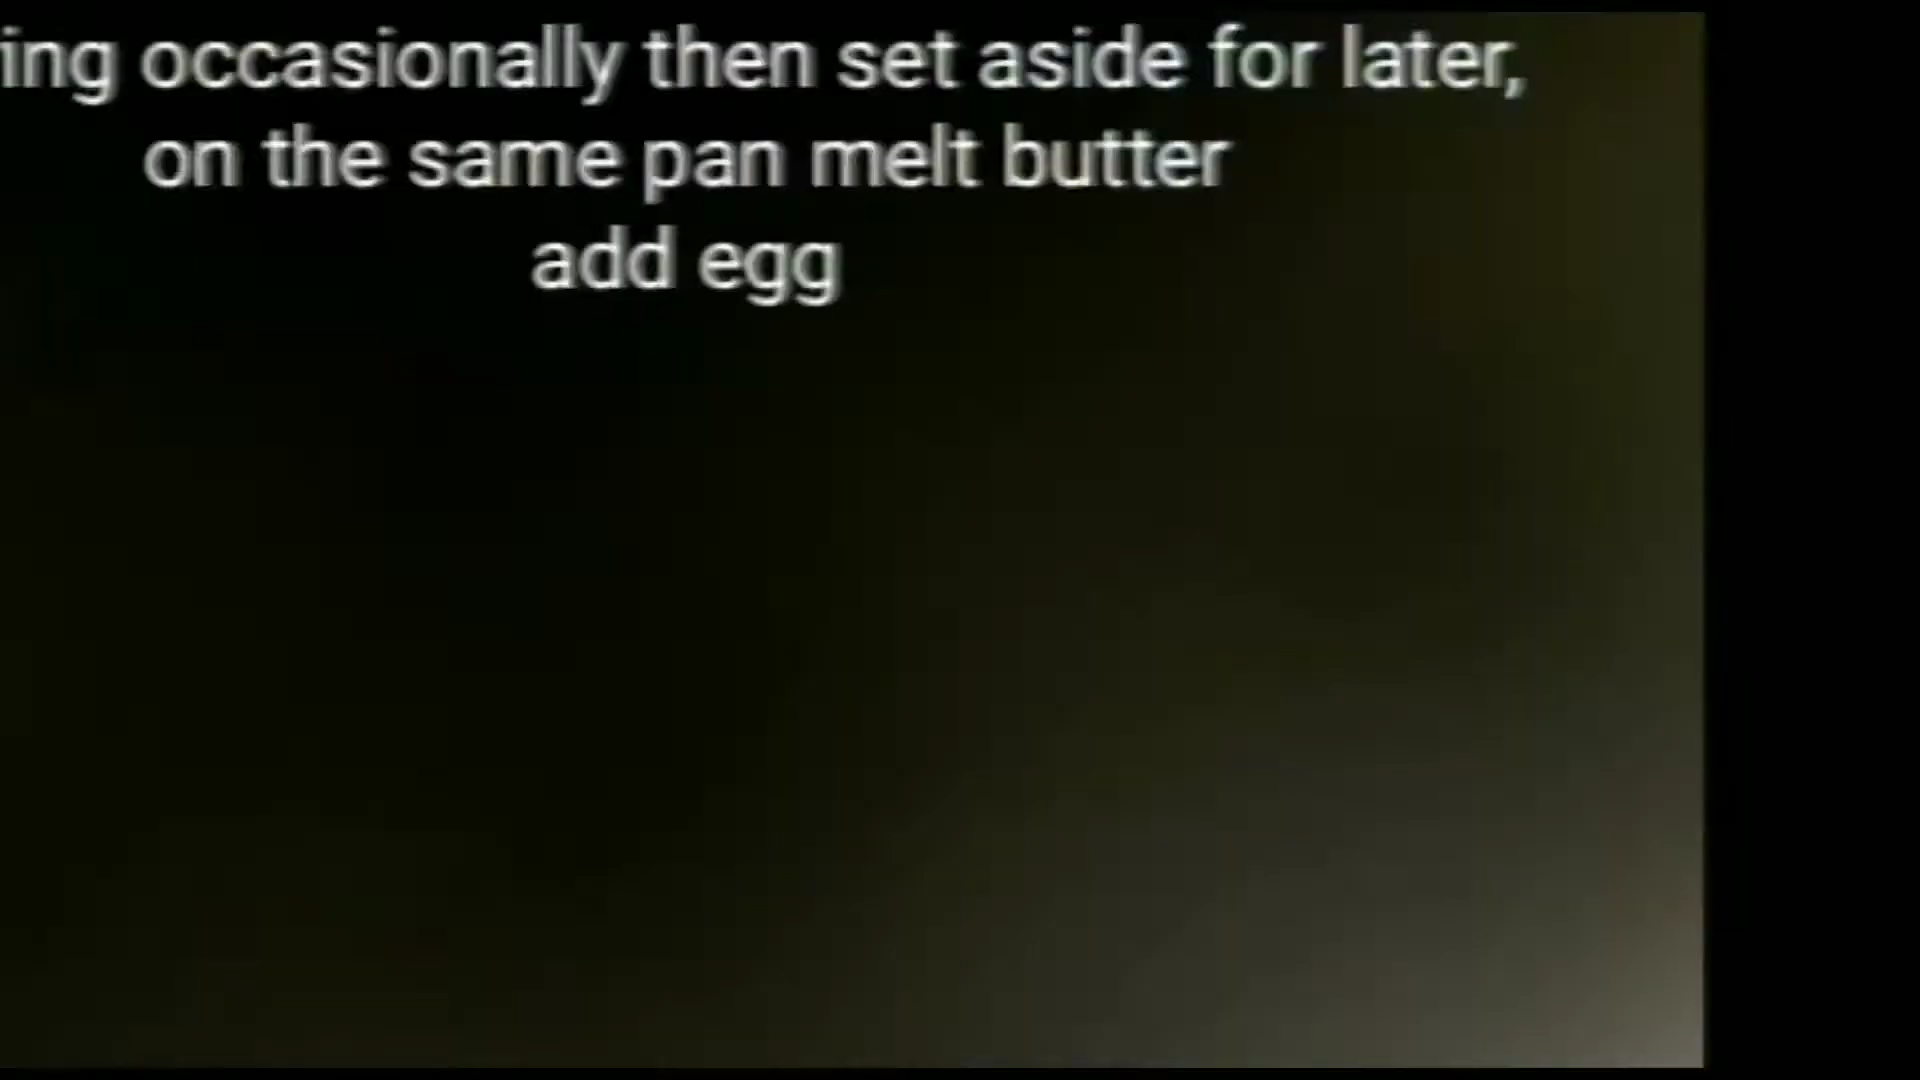 ing occasionally then set aside for later,
on the same pan melt butter
add egg